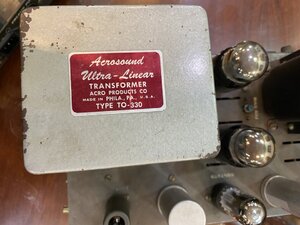 Acrosound
Ultra-Linear
TRANSFORMER
ACRO PRODUCTS CO
MADE IN PHILA., PA., U.S.A.
TYPE TO-330